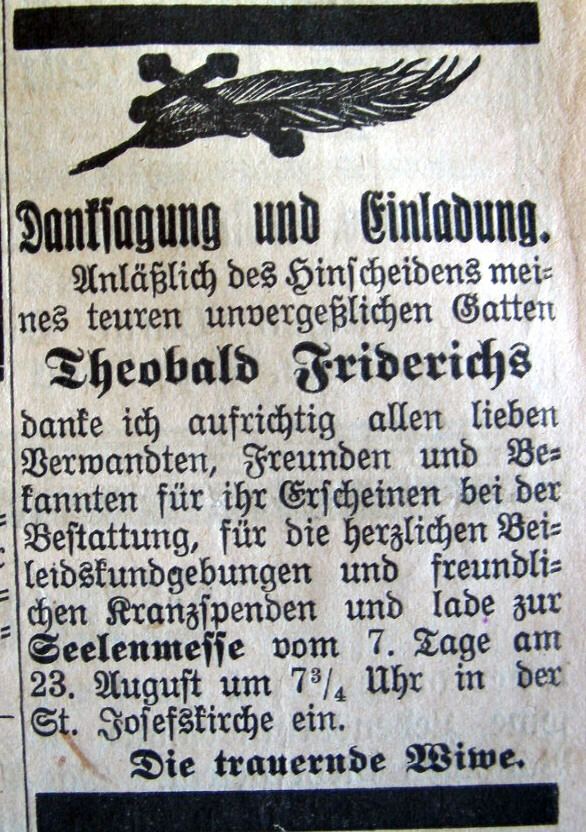 Danksagung und Einladung.
Anläßlich des Hinscheidens mei=
nes teuren unvergeßlichen Gatten
Theobald Friderichs
danke ich aufrichtig allen lieben
Verwandten, Freunden und Be=
kannten für ihr Erscheinen bei der
Bestattung, für die herzlichen Bei=
leidskundgebungen und freundli=
chen Kranzspenden und lade zur
Seelenmesse vom 7. Tage am
23. August um 7¾ Uhr in der
St. Josefskirche ein.
Die trauernde Wiwe.